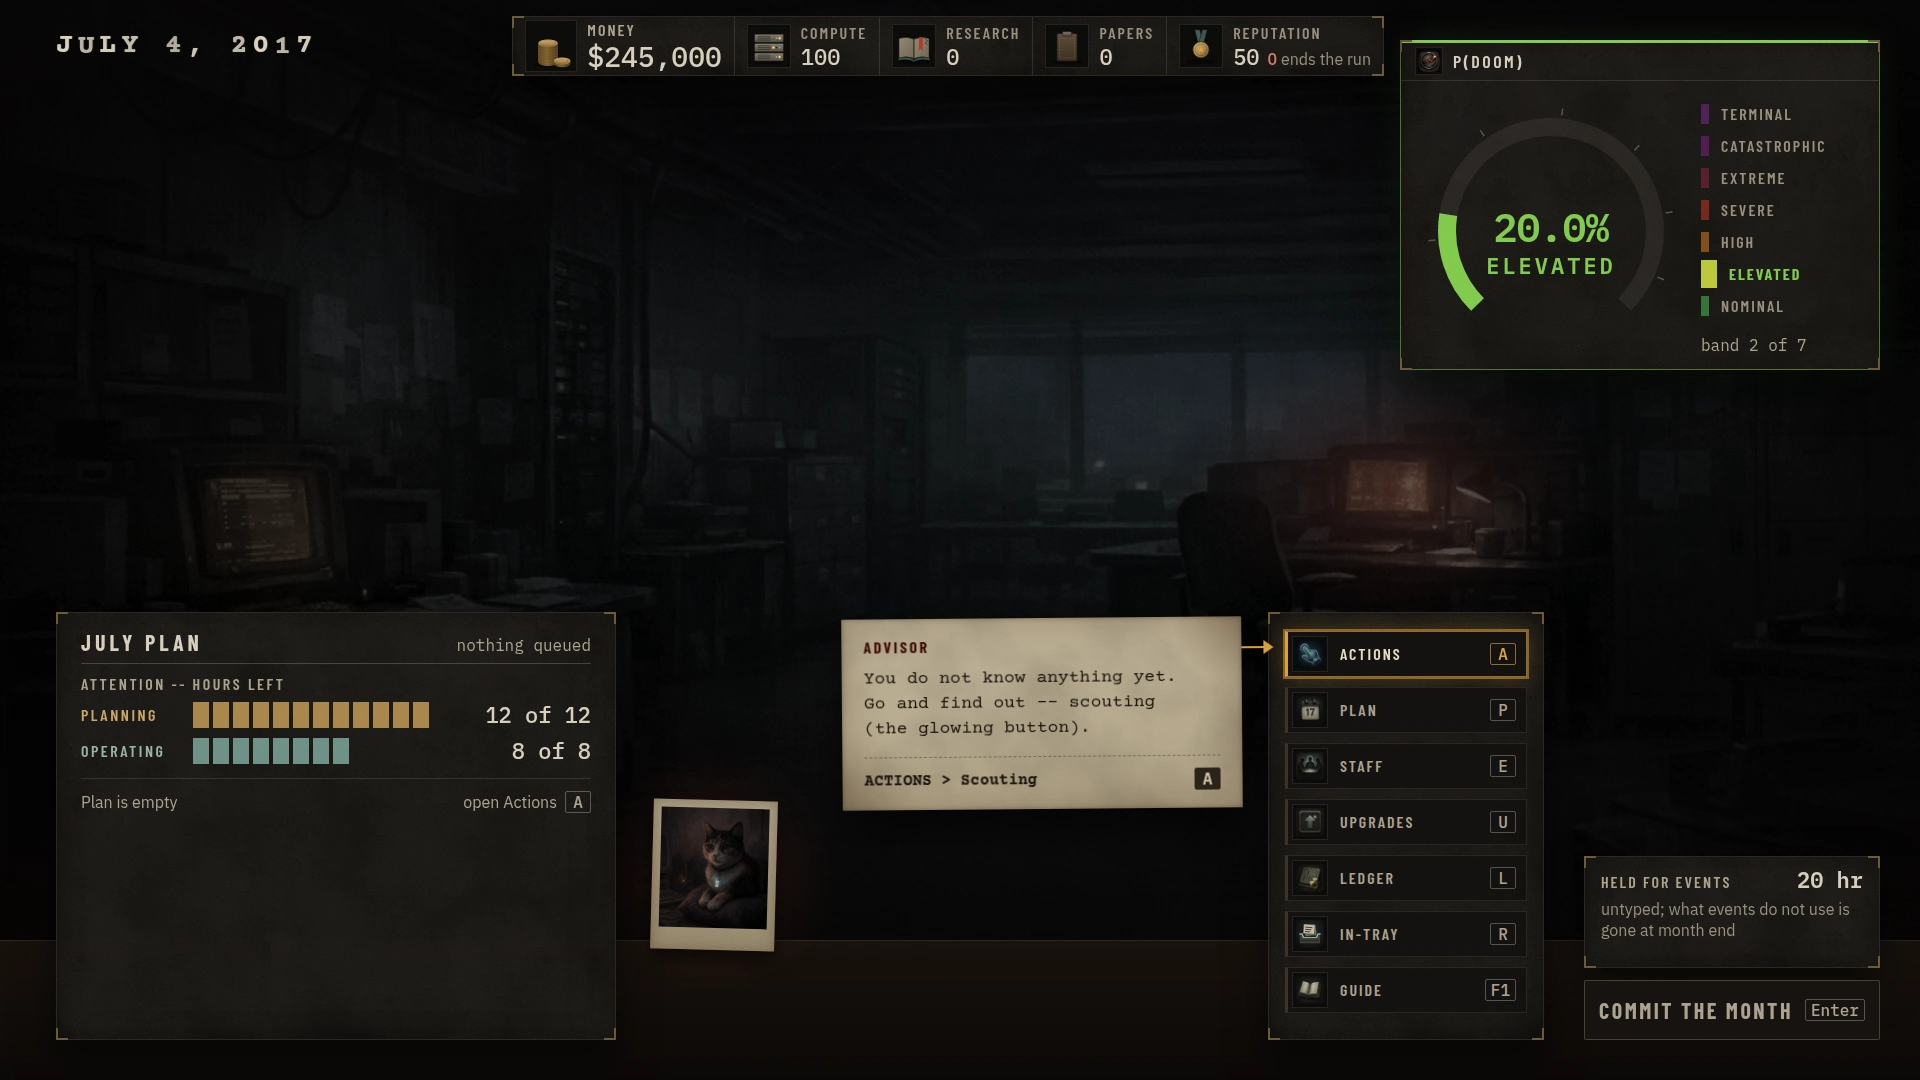 JULY 4, 2017
MONEY
$245,000
COMPUTE
100
RESEARCH
0
PAPERS
0
REPUTATION
50 0 ends the run
P(DOOM)
20.0%
ELEVATED
TERMINAL
CATASTROPHIC
EXTREME
SEVERE
HIGH
ELEVATED
NOMINAL
band 2 of 7
JULY PLAN
nothing queued
ATTENTION -- HOURS LEFT
PLANNING 12 of 12
OPERATING 8 of 8
Plan is empty
open Actions A
ADVISOR
You do not know anything yet.
Go and find out -- scouting
(the glowing button).
ACTIONS > Scouting A
ACTIONS A
17
PLAN P
STAFF E
UPGRADES U
LEDGER L
IN-TRAY R
GUIDE F1
HELD FOR EVENTS 20 hr
untyped; what events do not use is
gone at month end
COMMIT THE MONTH Enter